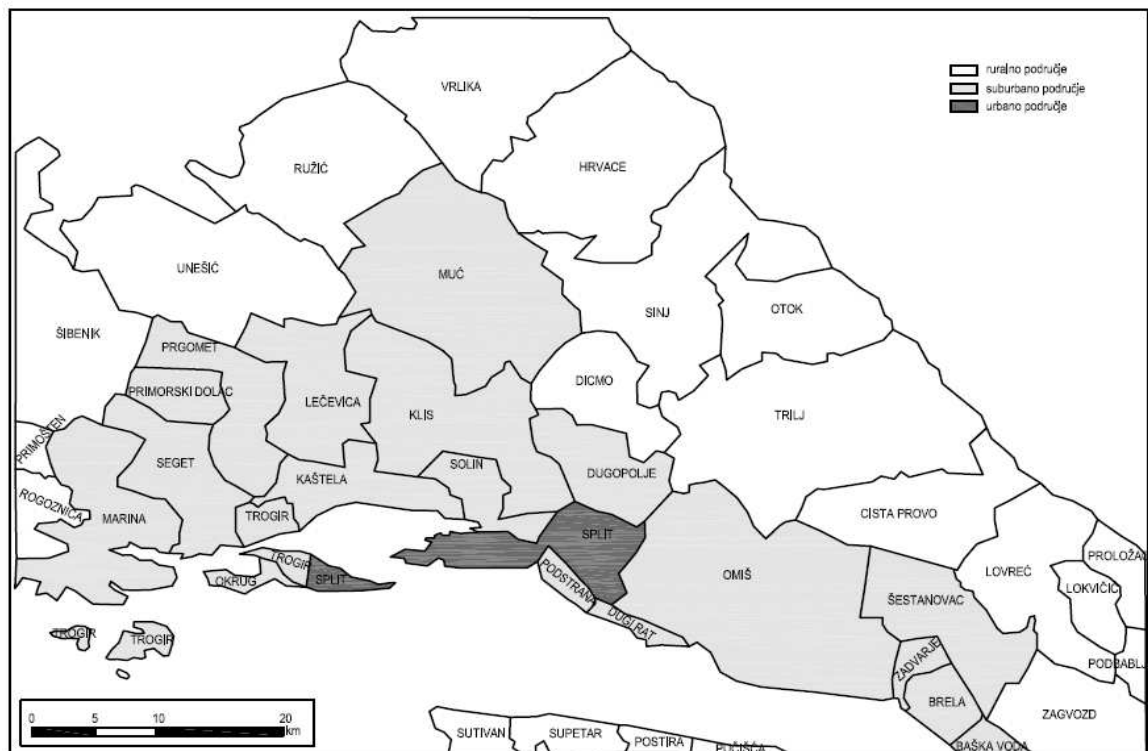 VRLIKA
ruralno područje
suburbano područje
urbano područje
HRVACE
RUŽIĆ
UNEŠIĆ
MUĆ
SINJ
OTOK
ŠIBENIK
PRGOMET
PRIMORSKI DOLAC
LEČEVICA
KLIS
DICMO
TRILJ
PRIMOŠTEN
SEGET
SOLIN
KAŠTELA
DUGOPOLJE
ROGOZNICA
MARINA
TROGIR
CISTA PROVO
SPLIT
TROGIR
OKRUG
SPLIT
PODSTRANA
OMIŠ
LOVREĆ
PROLOŽAC
LOKVIČIĆ
ŠESTANOVAC
DUGI RAT
TROGIR
TROGIR
ZADVARJE
PODBABLJ
BRELA
ZAGVOZD
0 5 10 20
km
SUTIVAN
SUPETAR
POSTIRA
PUČIŠĆA
BAŠKA VODA